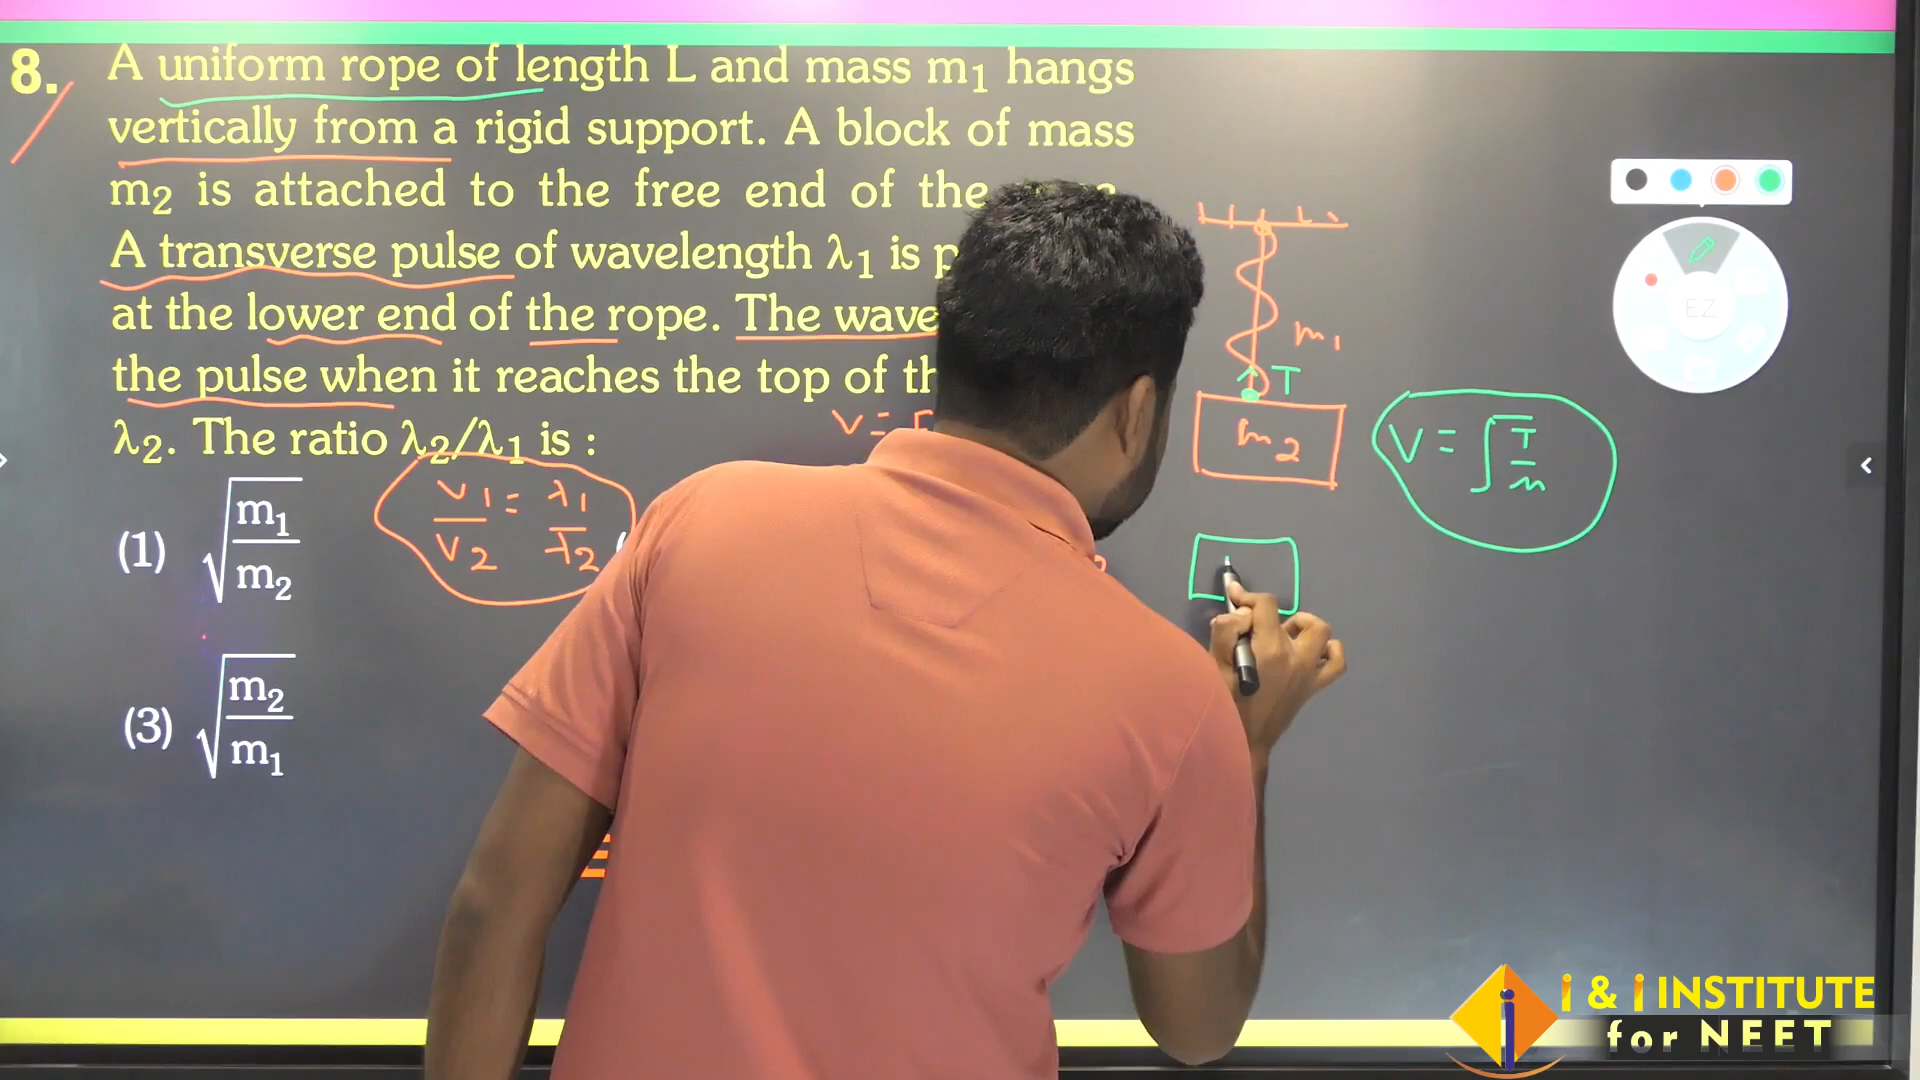 8. A uniform rope of length L and mass m₁ hangs
vertically from a rigid support. A block of mass
m₂ is attached to the free end of the
A transverse pulse of wavelength λ₁ is
at the lower end of the rope. The wave
the pulse when it reaches the top of
λ₂. The ratio λ₂/λ₁ is :
(1) √(m₁/m₂)
v₁/v₂ = λ₁/λ₂
(3) √(m₂/m₁)
v =
m₁
T
m₂
V = √(T/m)
EZ
i & i INSTITUTE
for NEET